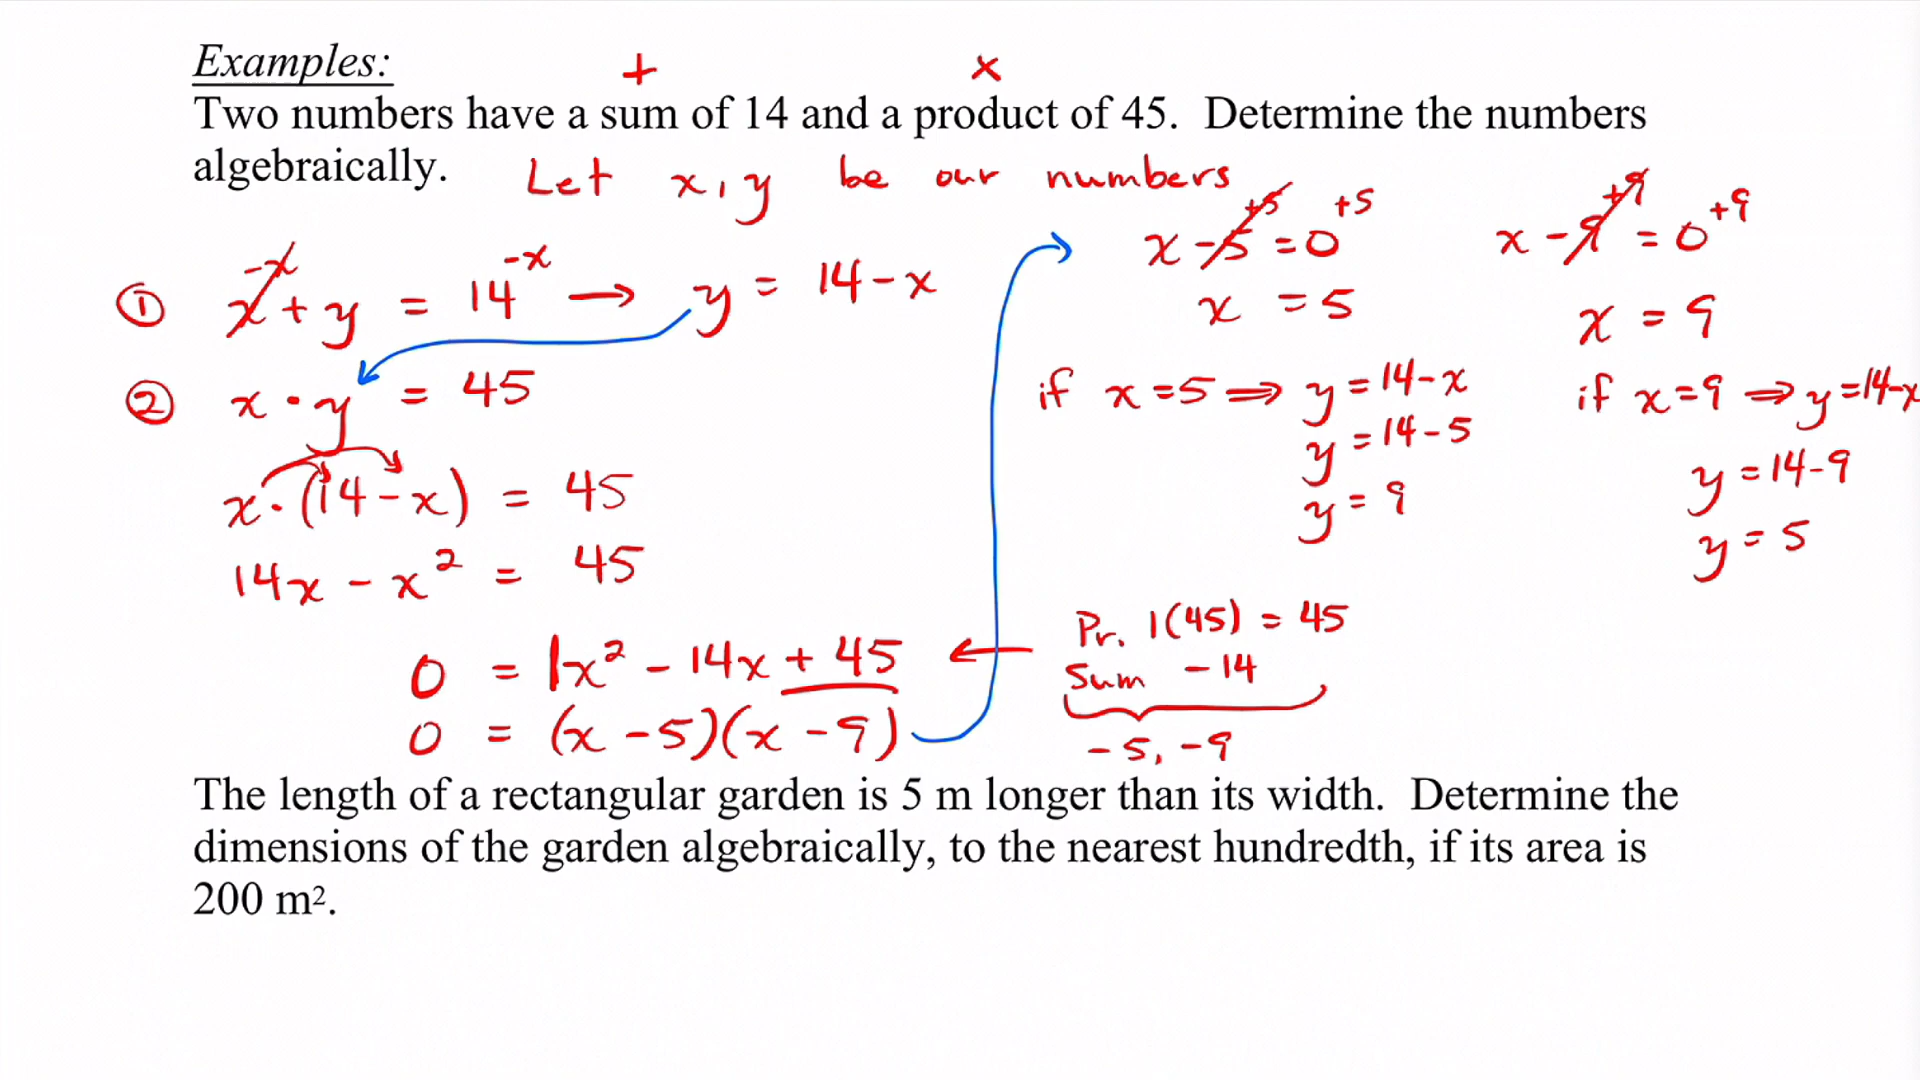 Examples:
+ x
Two numbers have a sum of 14 and a product of 45. Determine the numbers
algebraically. Let x, y be our numbers
① x + y = 14 → y = 14 - x
-x -x
② x · y = 45
x · (14 - x) = 45
14x - x² = 45
0 = 1x² - 14x + 45
0 = (x - 5)(x - 9)
x - 5 = 0
+5 +5
x = 5
if x = 5 ⇒ y = 14 - x
y = 14 - 5
y = 9
x - 9 = 0
+9 +9
x = 9
if x = 9 ⇒ y = 14 - x
y = 14 - 9
y = 5
Pr. 1(45) = 45
Sum - 14
-5, -9
The length of a rectangular garden is 5 m longer than its width. Determine the
dimensions of the garden algebraically, to the nearest hundredth, if its area is
200 m².